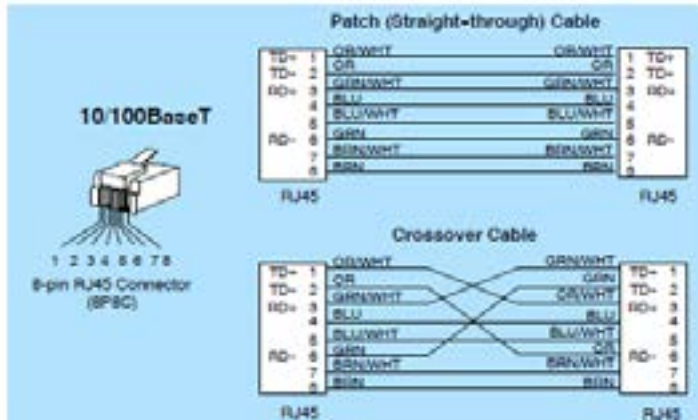 Patch (Straight-through) Cable
OR/WHT OR/WHT
TD+ 1 1 TD+
OR OR
TD+ 2 2 TD+
GRN/WHT GRN/WHT
RD+ 3 3 RD+
BLU BLU
4 4
BLU/WHT BLU/WHT
5 5
GRN GRN
RD- 6 6 RD-
BRN/WHT BRN/WHT
7 7
BRN BRN
8 8
RJ45 RJ45
10/100BaseT
1 2 3 4 5 6 7 8
8-pin RJ45 Connector
(8P8C)
Crossover Cable
OR/WHT GRN/WHT
TD+ 1 TD+ 1
OR GRN
TD+ 2 TD+ 2
GRN/WHT OR/WHT
RD+ 3 RD+ 3
BLU BLU
4 4
BLU/WHT BLU/WHT
5 5
GRN OR
RD- 6 RD- 6
BRN/WHT BRN/WHT
7 7
BRN BRN
8 8
RJ45 RJ45